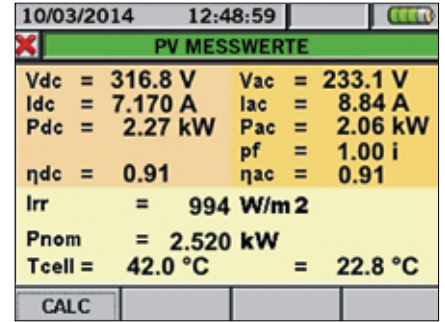 10/03/2014 12:48:59
PV MESSWERTE
Vdc = 316.8 V Vac = 233.1 V
Idc = 7.170 A Iac = 8.84 A
Pdc = 2.27 kW Pac = 2.06 kW
pf = 1.00 i
ηdc = 0.91 ηac = 0.91
Irr = 994 W/m2
Pnom = 2.520 kW
Tcell = 42.0 °C = 22.8 °C
CALC